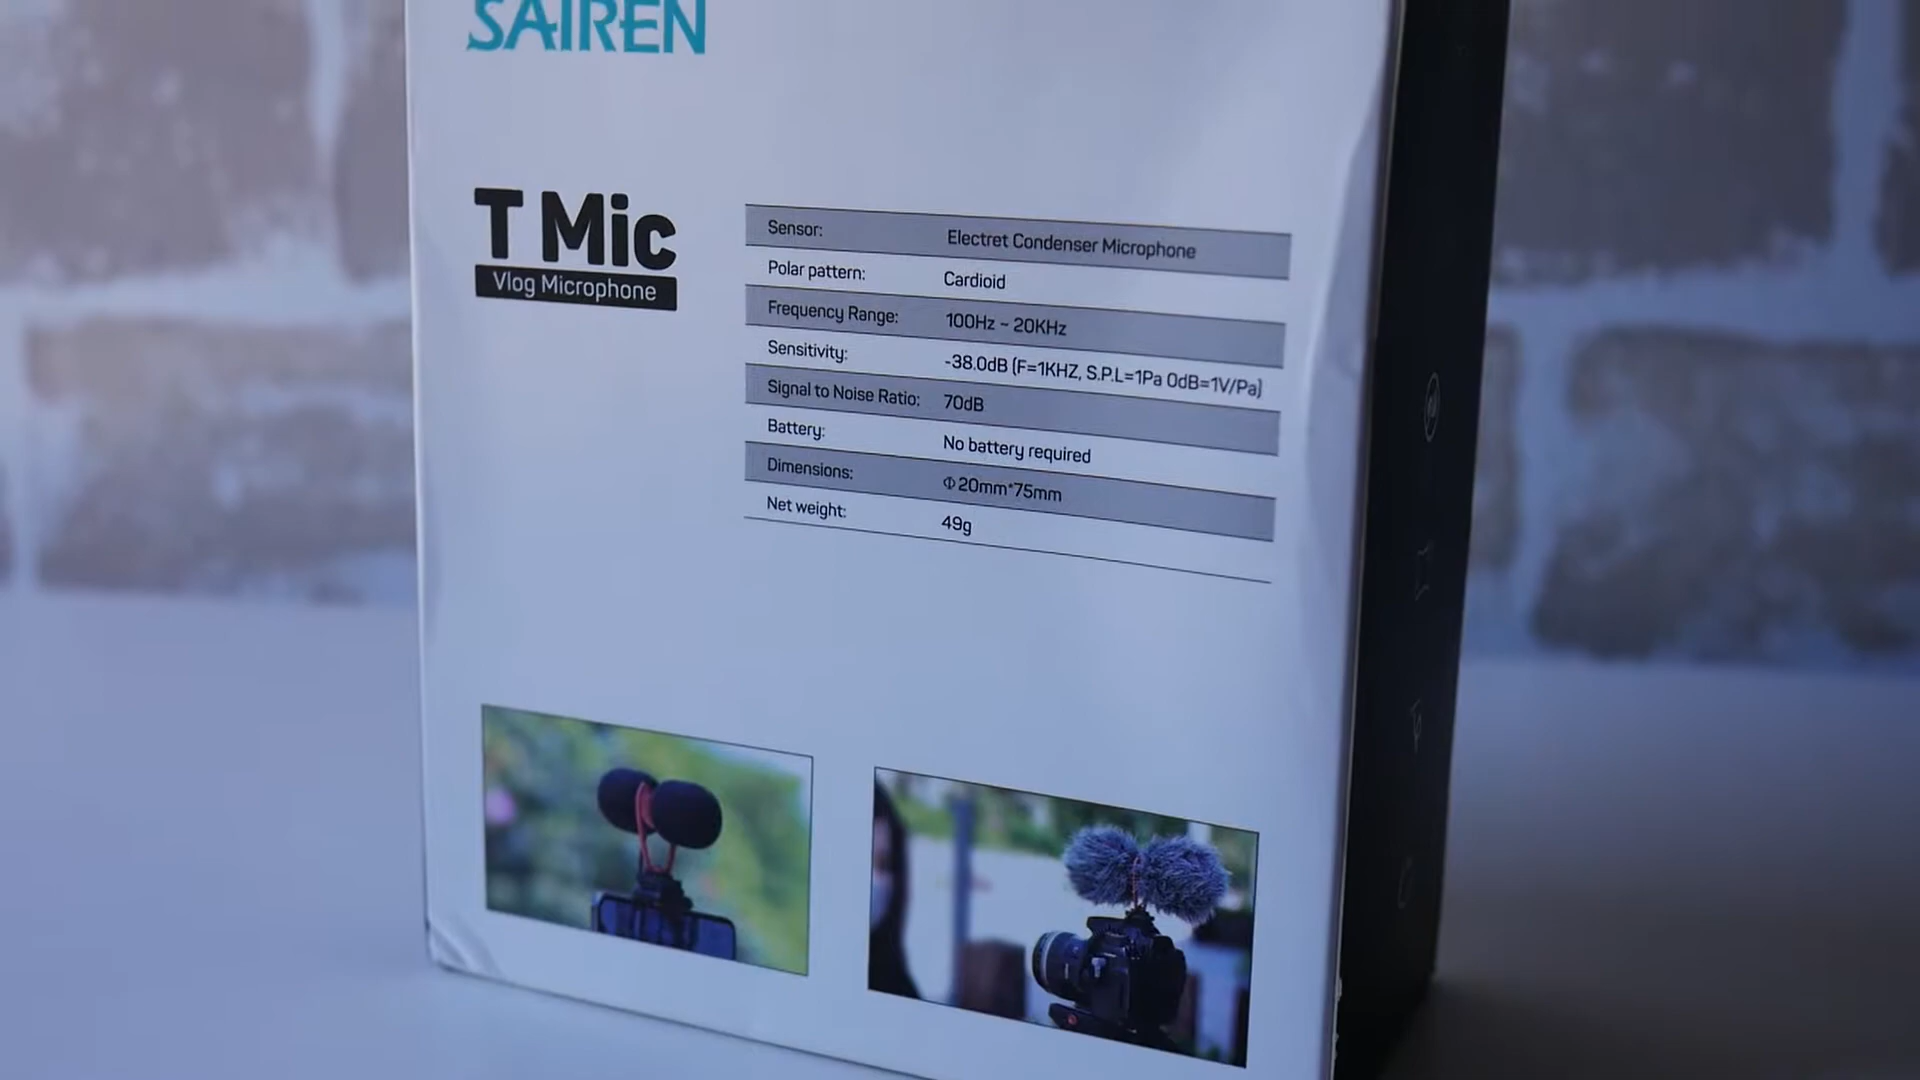 SAIREN
T Mic
Vlog Microphone
Sensor: Electret Condenser Microphone
Polar pattern: Cardioid
Frequency Range: 100Hz ~ 20KHz
Sensitivity: -38.0dB (F=1KHZ, S.P.L=1Pa 0dB=1V/Pa)
Signal to Noise Ratio: 70dB
Battery: No battery required
Dimensions: Φ20mm*75mm
Net weight: 49g